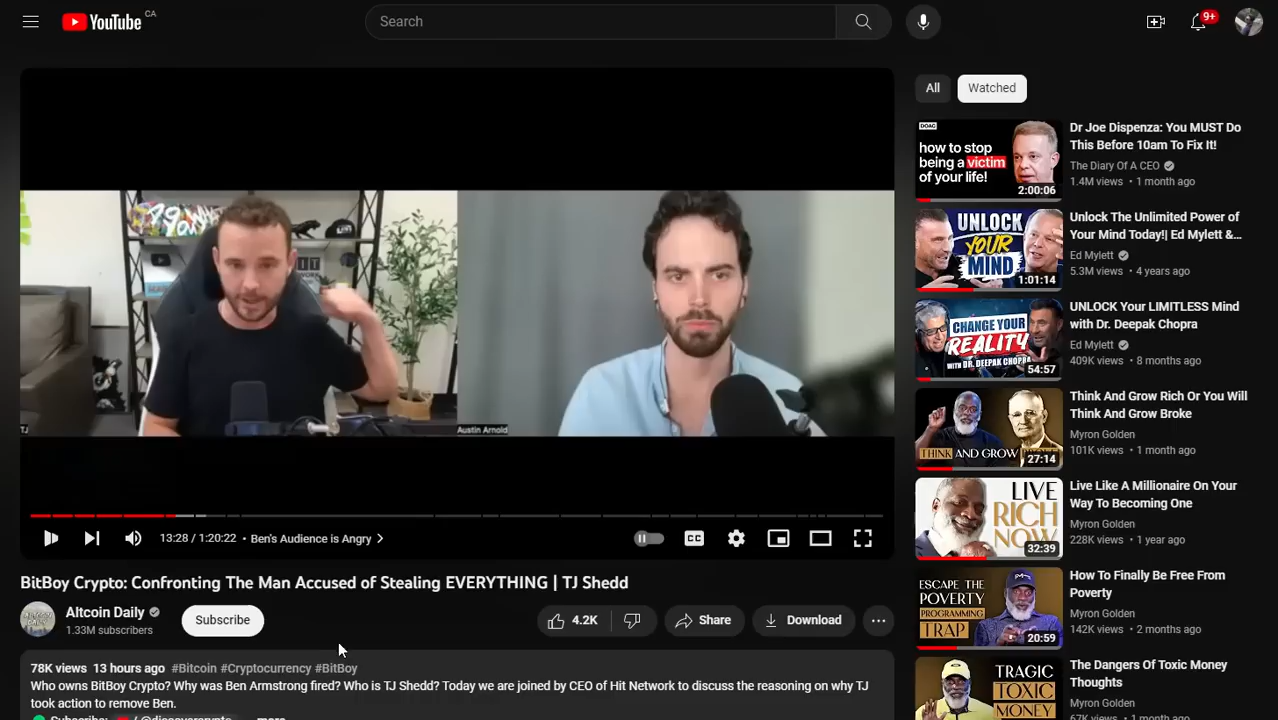 YouTube CA
Search
9+
TJ
Austin Arnold
13:28 / 1:20:22 • Ben's Audience is Angry >
CC
BitBoy Crypto: Confronting The Man Accused of Stealing EVERYTHING | TJ Shedd
Altcoin Daily
1.33M subscribers
Subscribe
4.2K
Share
Download
78K views 13 hours ago #Bitcoin #Cryptocurrency #BitBoy
Who owns BitBoy Crypto? Why was Ben Armstrong fired? Who is TJ Shedd? Today we are joined by CEO of Hit Network to discuss the reasoning on why TJ
took action to remove Ben.
Subscribe: / @discovercrypto ...more
All
Watched
DOAC
how to stop
being a victim
of your life!
2:00:06
Dr Joe Dispenza: You MUST Do
This Before 10am To Fix It!
The Diary Of A CEO
1.4M views • 1 month ago
UNLOCK
YOUR
MIND
1:01:14
Unlock The Unlimited Power of
Your Mind Today!| Ed Mylett &...
Ed Mylett
5.3M views • 4 years ago
CHANGE YOUR
REALITY
WITH DR. DEEPAK CHOPRA
54:57
UNLOCK Your LIMITLESS Mind
with Dr. Deepak Chopra
Ed Mylett
409K views • 8 months ago
THINK AND GROW
27:14
Think And Grow Rich Or You Will
Think And Grow Broke
Myron Golden
101K views • 1 month ago
LIVE
RICH
NOW
32:39
Live Like A Millionaire On Your
Way To Becoming One
Myron Golden
228K views • 1 year ago
ESCAPE THE
POVERTY
PROGRAMMING
TRAP
20:59
How To Finally Be Free From
Poverty
Myron Golden
142K views • 2 months ago
TRAGIC
TOXIC
MONEY
The Dangers Of Toxic Money
Thoughts
Myron Golden
67K views • 1 month ago